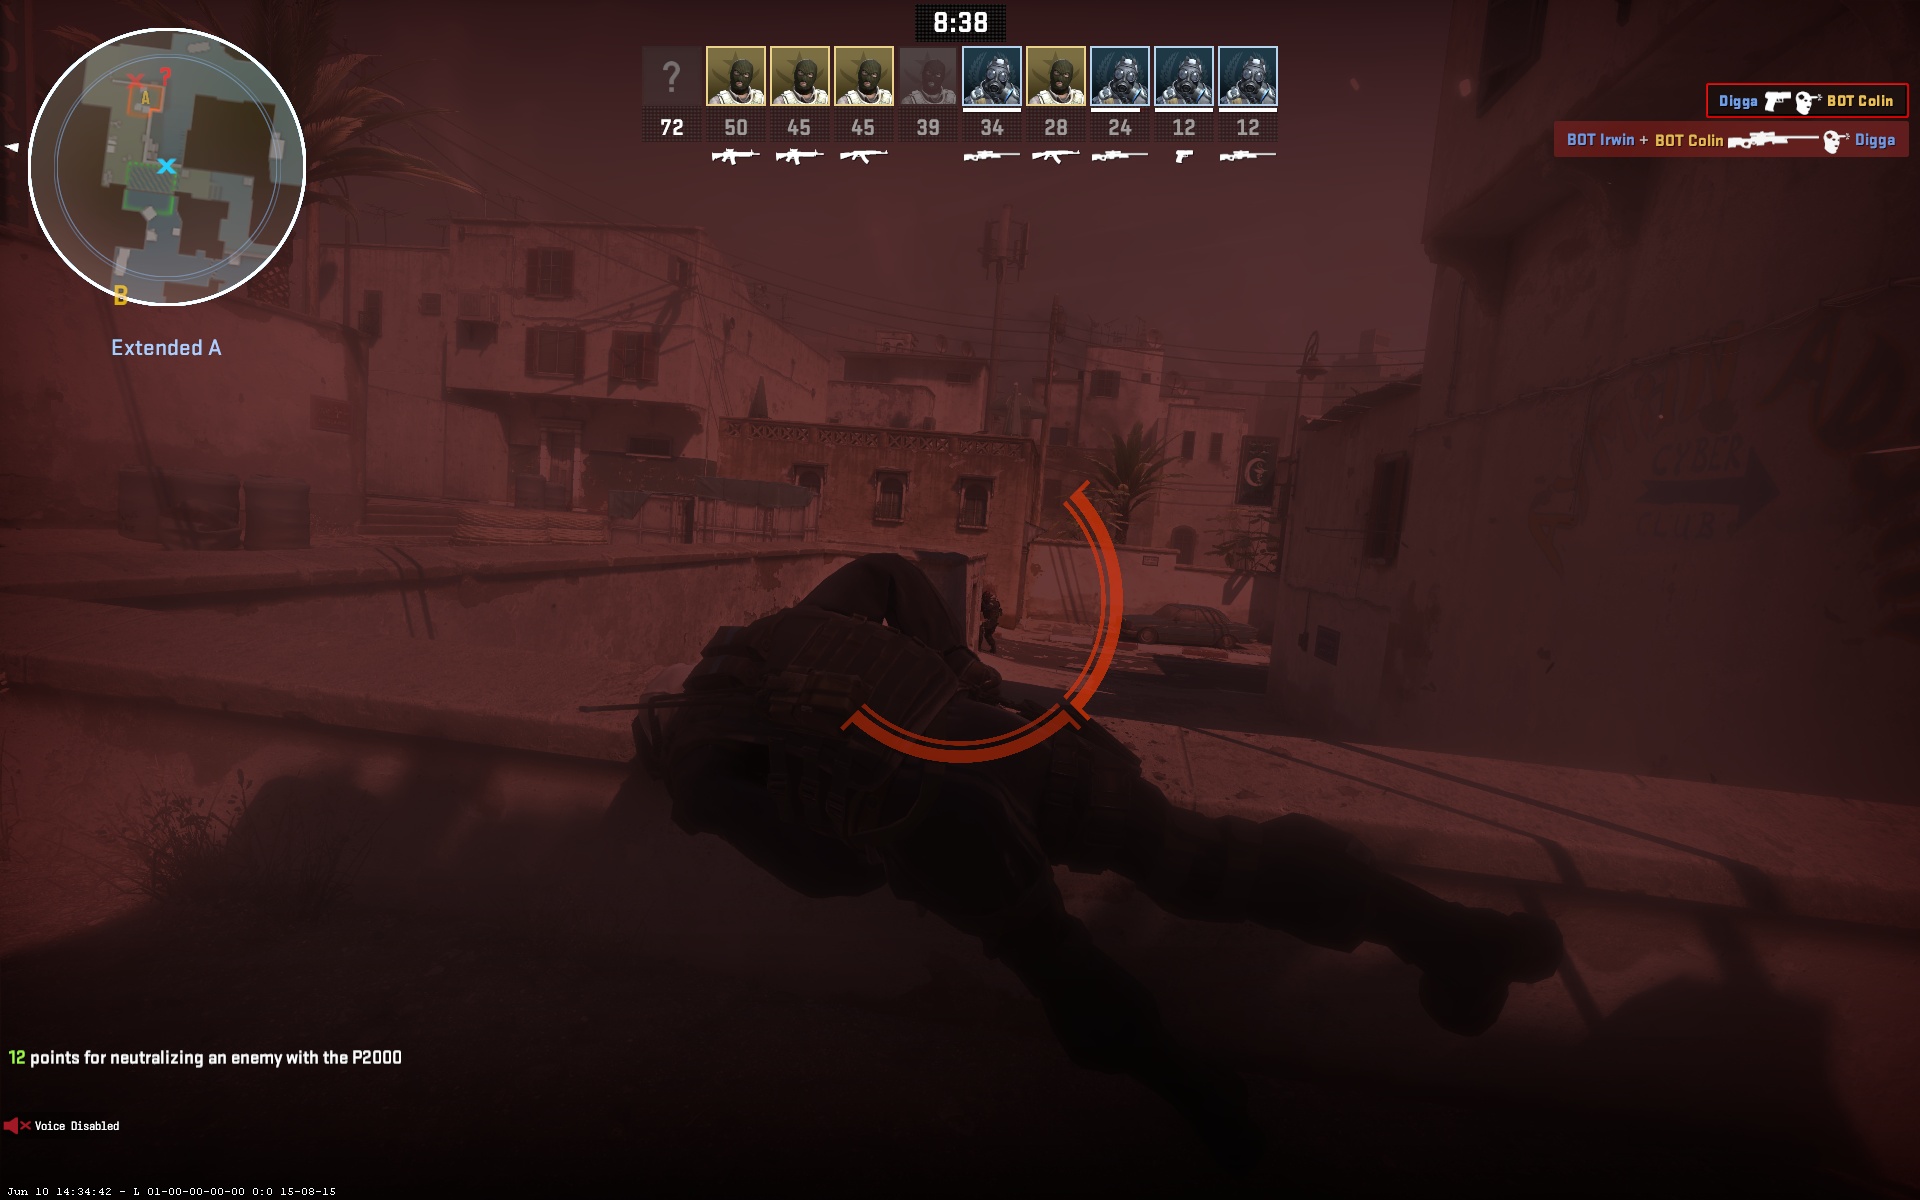 8:38
?
72 50 45 45 39 34 28 24 12 12
Digga BOT Colin
BOT Irwin + BOT Colin Digga
?
A
B
Extended A
CYBER
CLUB
12 points for neutralizing an enemy with the P2000
Voice Disabled
Jun 10 14:34:42 - L 01-00-00-00-00 0:0 15-08-15